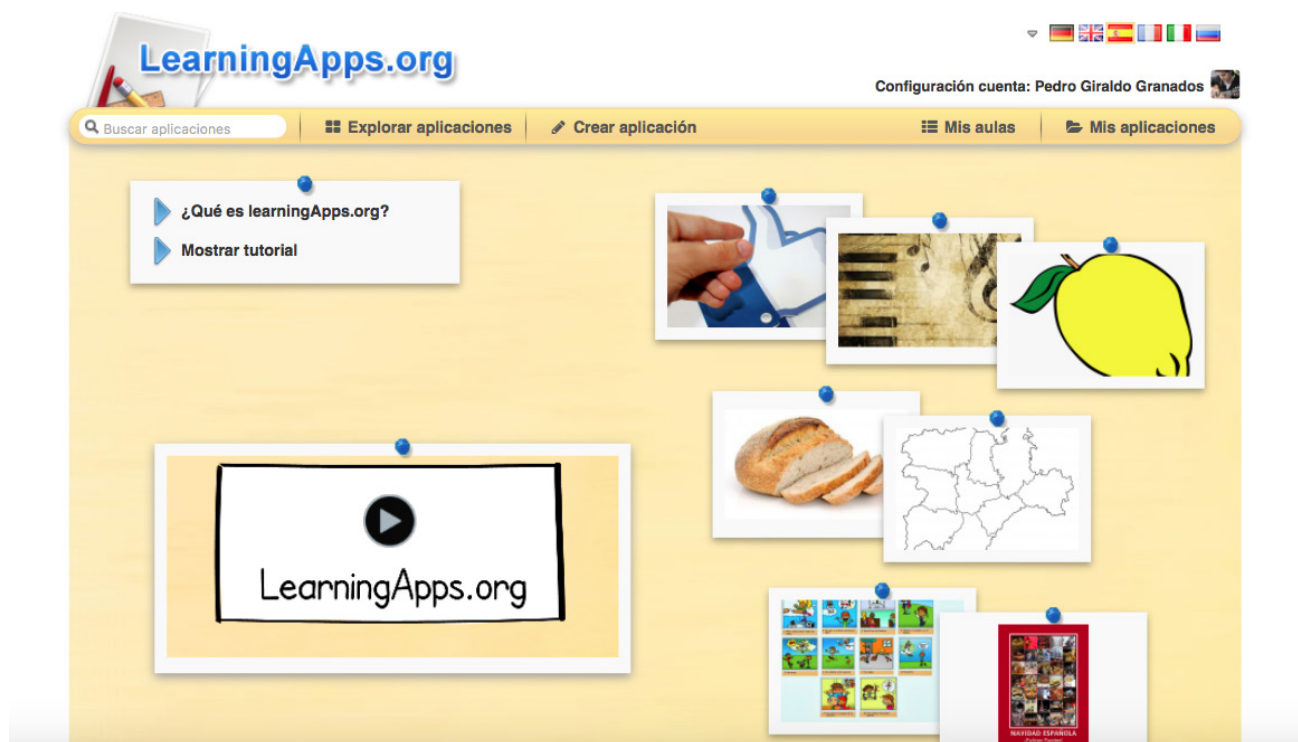 LearningApps.org
Configuración cuenta: Pedro Giraldo Granados
Buscar aplicaciones
Explorar aplicaciones
Crear aplicación
Mis aulas
Mis aplicaciones
¿Qué es learningApps.org?
Mostrar tutorial
LearningApps.org
NAVIDAD ESPAÑOLA